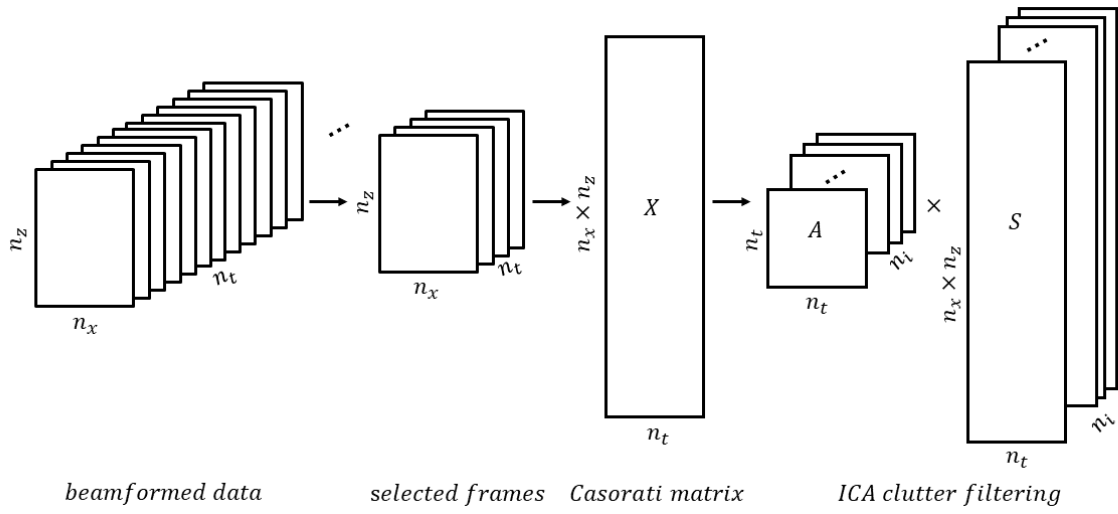 n_z
n_x
n_t
...
n_z
n_x
n_t
n_x × n_z
X
n_t
n_t
A
n_t
n_i
...
×
n_x × n_z
S
n_t
n_i
...
beamformed data
selected frames
Casorati matrix
ICA clutter filtering